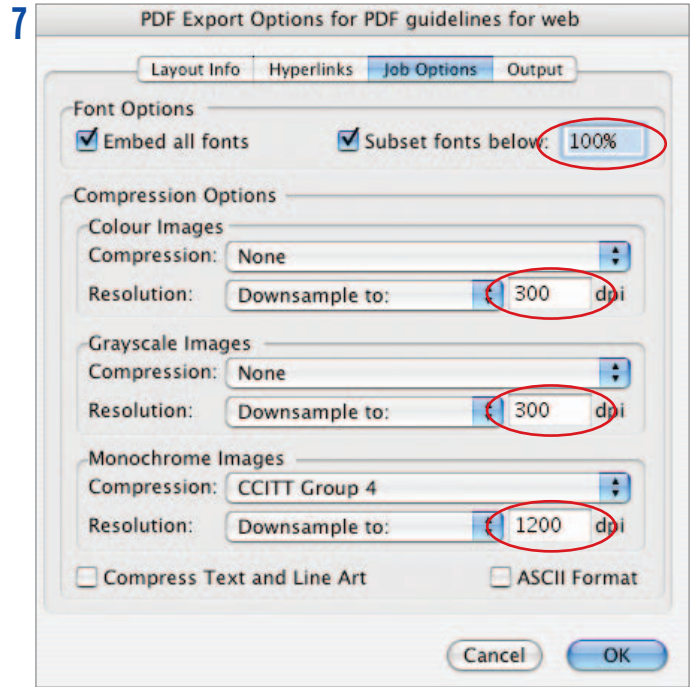 7
PDF Export Options for PDF guidelines for web
Layout Info Hyperlinks Job Options Output
Font Options
Embed all fonts Subset fonts below: 100%
Compression Options
Colour Images
Compression: None
Resolution: Downsample to: 300 dpi
Grayscale Images
Compression: None
Resolution: Downsample to: 300 dpi
Monochrome Images
Compression: CCITT Group 4
Resolution: Downsample to: 1200 dpi
Compress Text and Line Art ASCII Format
Cancel OK